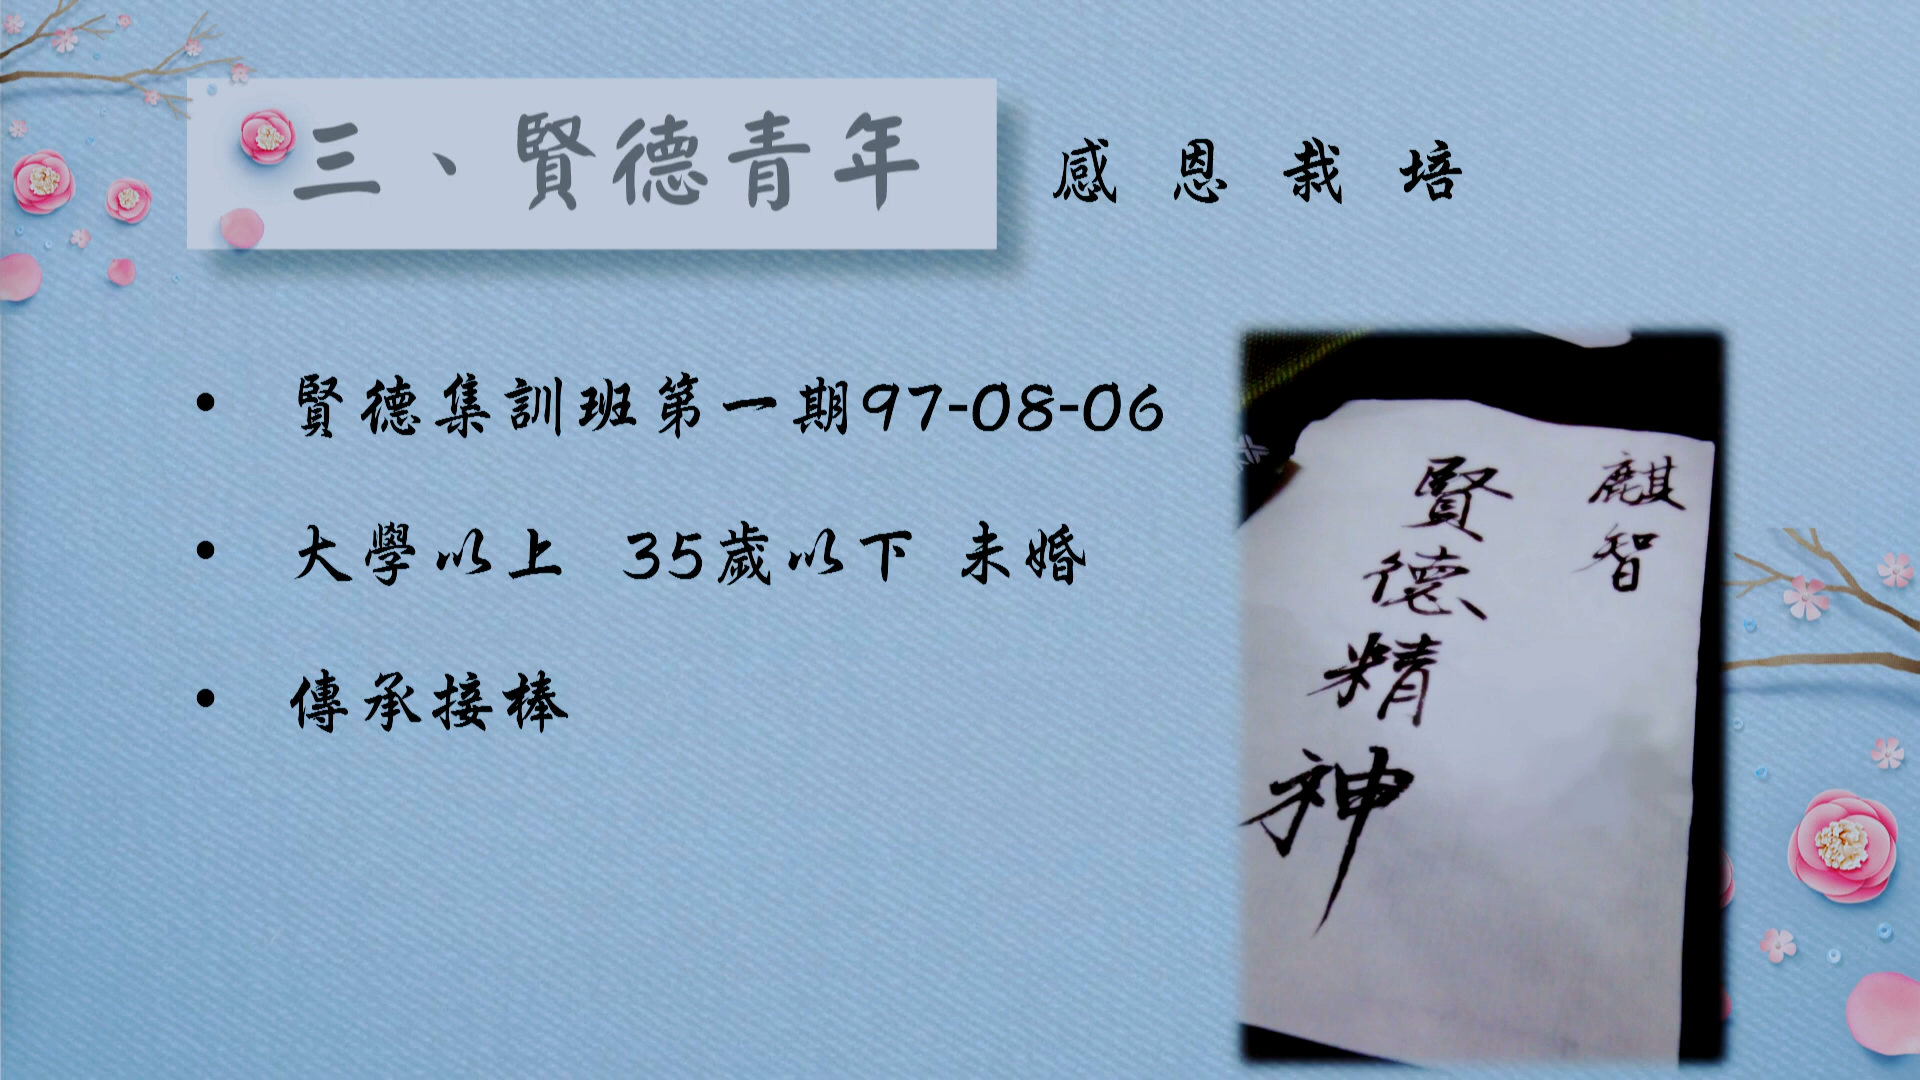 三、賢德青年
感恩栽培
• 賢德集訓班第一期97-08-06
• 大學以上 35歲以下 未婚
• 傳承接棒
麒智
賢德精神